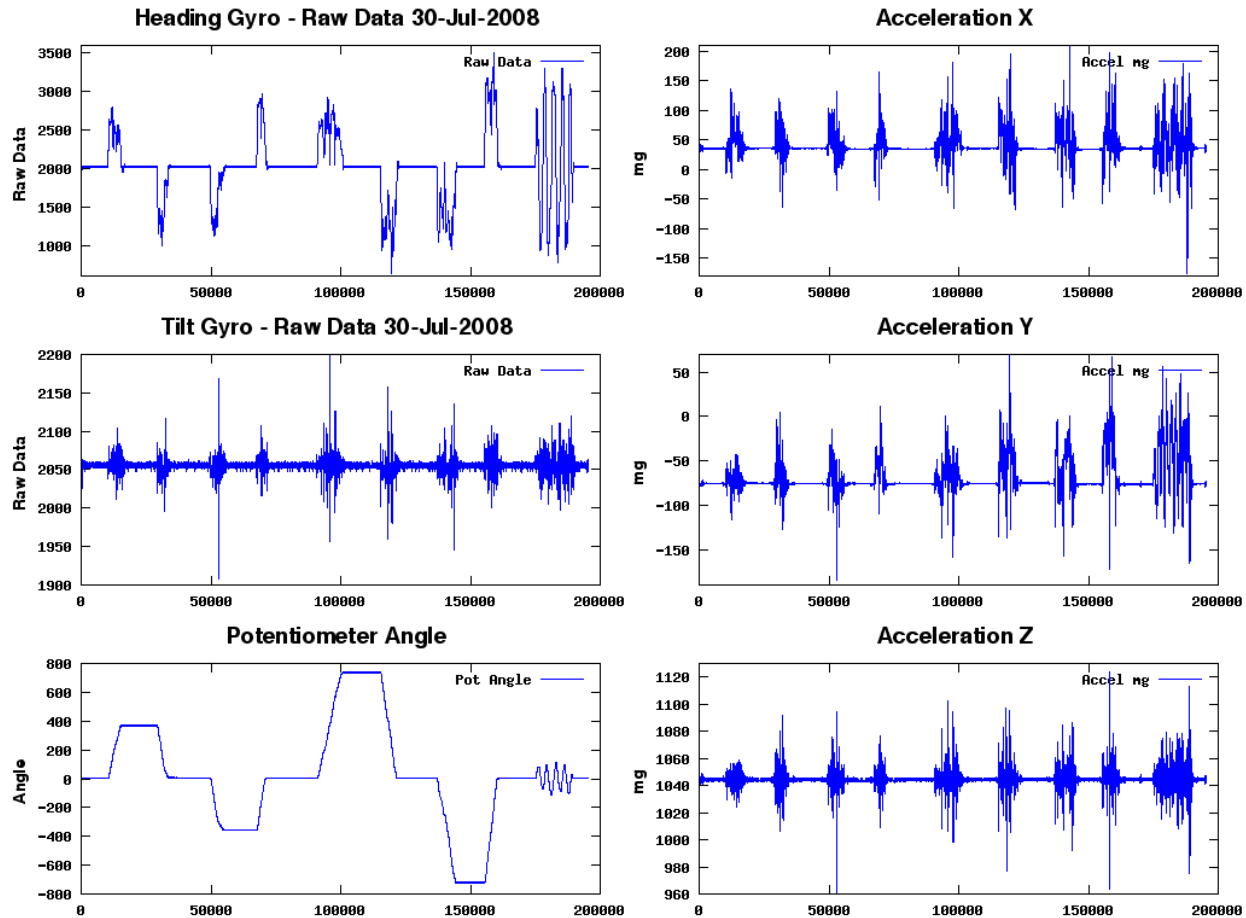 Heading Gyro - Raw Data 30-Jul-2008
Raw Data
Raw Data
3500
3000
2500
2000
1500
1000
0 50000 100000 150000 200000
Acceleration X
Accel mg
mg
200
150
100
50
0
-50
-100
-150
0 50000 100000 150000 200000
Tilt Gyro - Raw Data 30-Jul-2008
Raw Data
Raw Data
2200
2150
2100
2050
2000
1950
1900
0 50000 100000 150000 200000
Acceleration Y
Accel mg
mg
50
0
-50
-100
-150
0 50000 100000 150000 200000
Potentiometer Angle
Pot Angle
Angle
800
600
400
200
0
-200
-400
-600
-800
0 50000 100000 150000 200000
Acceleration Z
Accel mg
mg
1120
1100
1080
1060
1040
1020
1000
980
960
0 50000 100000 150000 200000